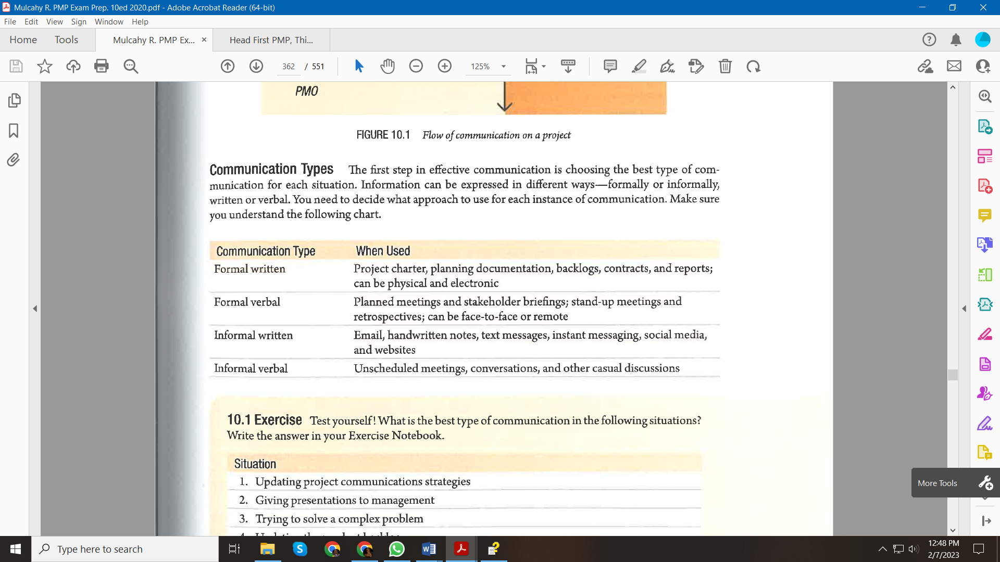 Mulcahy R. PMP Exam Prep. 10ed 2020.pdf - Adobe Acrobat Reader (64-bit)
File Edit View Sign Window Help
Home Tools Mulcahy R. PMP Ex... × Head First PMP, Thi...
362 / 551 125%
PMO
FIGURE 10.1 Flow of communication on a project
Communication Types The first step in effective communication is choosing the best type of com-
munication for each situation. Information can be expressed in different ways—formally or informally,
written or verbal. You need to decide what approach to use for each instance of communication. Make sure
you understand the following chart.
Communication Type When Used
Formal written Project charter, planning documentation, backlogs, contracts, and reports;
can be physical and electronic
Formal verbal Planned meetings and stakeholder briefings; stand-up meetings and
retrospectives; can be face-to-face or remote
Informal written Email, handwritten notes, text messages, instant messaging, social media,
and websites
Informal verbal Unscheduled meetings, conversations, and other casual discussions
10.1 Exercise Test yourself! What is the best type of communication in the following situations?
Write the answer in your Exercise Notebook.
Situation
1. Updating project communications strategies
2. Giving presentations to management
3. Trying to solve a complex problem
More Tools
Type here to search
12:48 PM
2/7/2023